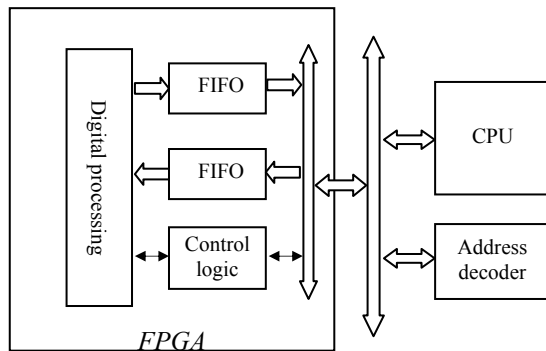 Digital processing
FIFO
FIFO
Control
logic
FPGA
CPU
Address
decoder